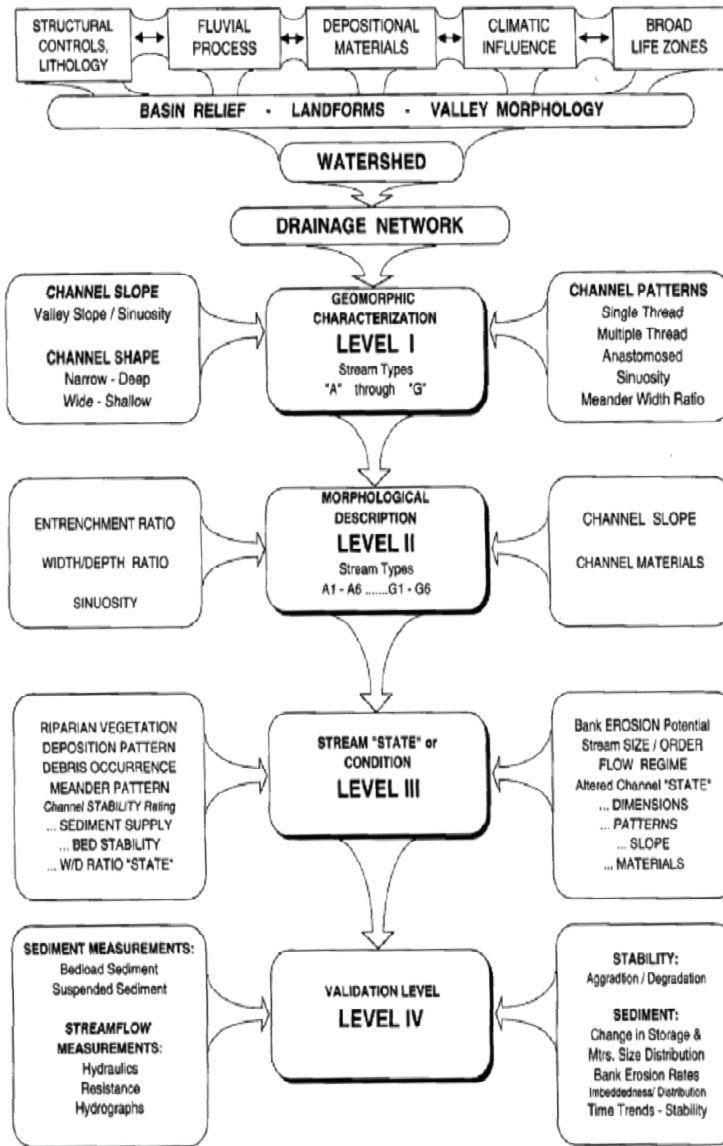 STRUCTURAL
CONTROLS,
LITHOLOGY
FLUVIAL
PROCESS
DEPOSITIONAL
MATERIALS
CLIMATIC
INFLUENCE
BROAD
LIFE ZONES
BASIN RELIEF - LANDFORMS - VALLEY MORPHOLOGY
WATERSHED
DRAINAGE NETWORK
CHANNEL SLOPE
Valley Slope / Sinuosity
CHANNEL SHAPE
Narrow - Deep
Wide - Shallow
GEOMORPHIC
CHARACTERIZATION
LEVEL I
Stream Types
"A" through "G"
CHANNEL PATTERNS
Single Thread
Multiple Thread
Anastomosed
Sinuosity
Meander Width Ratio
ENTRENCHMENT RATIO
WIDTH/DEPTH RATIO
SINUOSITY
MORPHOLOGICAL
DESCRIPTION
LEVEL II
Stream Types
A1 - A6 .......G1 - G6
CHANNEL SLOPE
CHANNEL MATERIALS
RIPARIAN VEGETATION
DEPOSITION PATTERN
DEBRIS OCCURRENCE
MEANDER PATTERN
Channel STABILITY Rating
... SEDIMENT SUPPLY
... BED STABILITY
... W/D RATIO "STATE"
STREAM "STATE" or
CONDITION
LEVEL III
Bank EROSION Potential
Stream SIZE / ORDER
FLOW REGIME
Altered Channel "STATE"
... DIMENSIONS
... PATTERNS
... SLOPE
... MATERIALS
SEDIMENT MEASUREMENTS:
Bedload Sediment
Suspended Sediment
STREAMFLOW
MEASUREMENTS:
Hydraulics
Resistance
Hydrographs
VALIDATION LEVEL
LEVEL IV
STABILITY:
Aggradtion / Degradation
SEDIMENT:
Change in Storage &
Mtrs. Size Distribution
Bank Erosion Rates
Imbeddedness/ Distribution
Time Trends - Stability